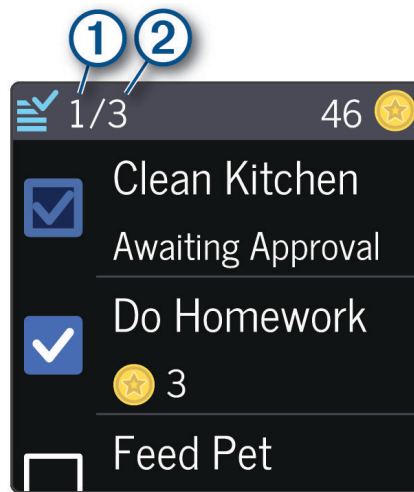 1 2
1/3 46
Clean Kitchen
Awaiting Approval
Do Homework
3
Feed Pet